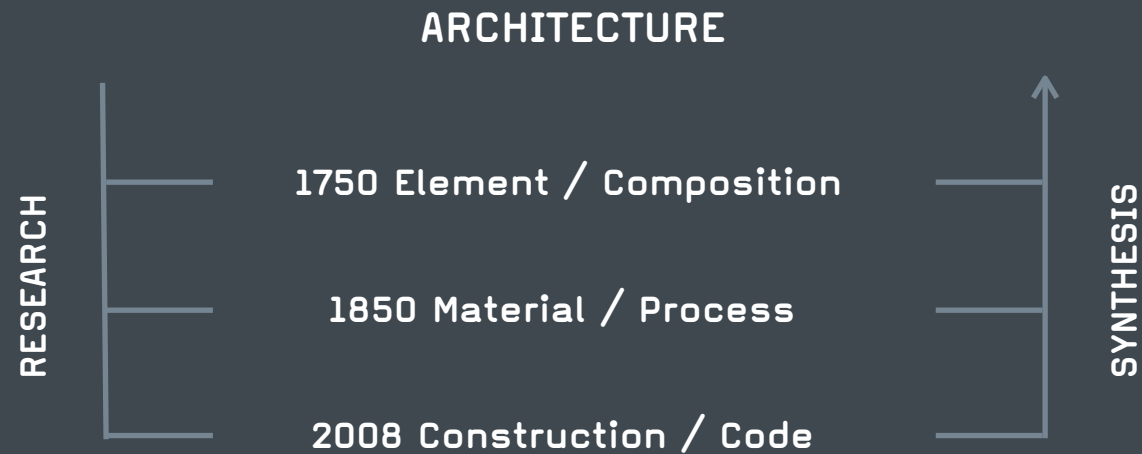 ARCHITECTURE
RESEARCH
1750 Element / Composition
1850 Material / Process
2008 Construction / Code
SYNTHESIS